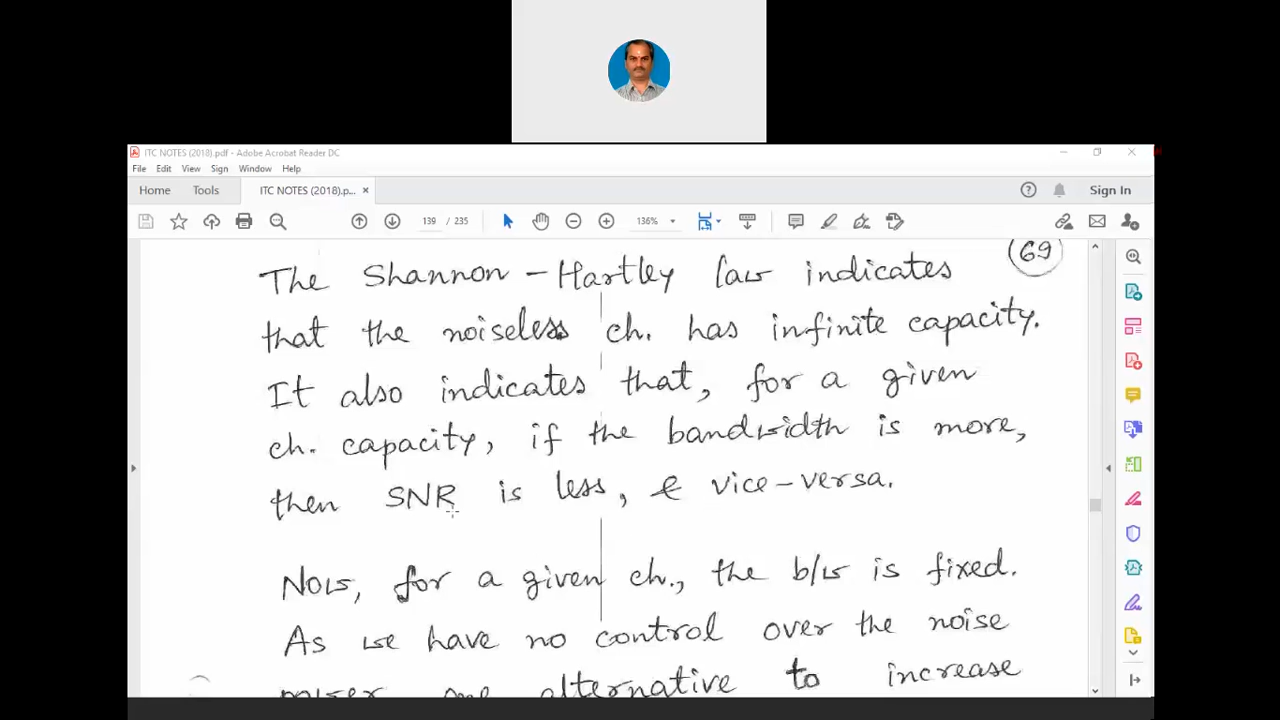 ITC NOTES (2018).pdf - Adobe Acrobat Reader DC
File Edit View Sign Window Help
Home Tools ITC NOTES (2018).p... × Sign In
139 / 235 136%
69
The Shannon - Hartley law indicates
that the noiseless ch. has infinite capacity.
It also indicates that, for a given
ch. capacity, if the bandwidth is more,
then SNR is less, & vice-versa.
Now, for a given ch., the b/w is fixed.
As we have no control over the noise
alternative to increase